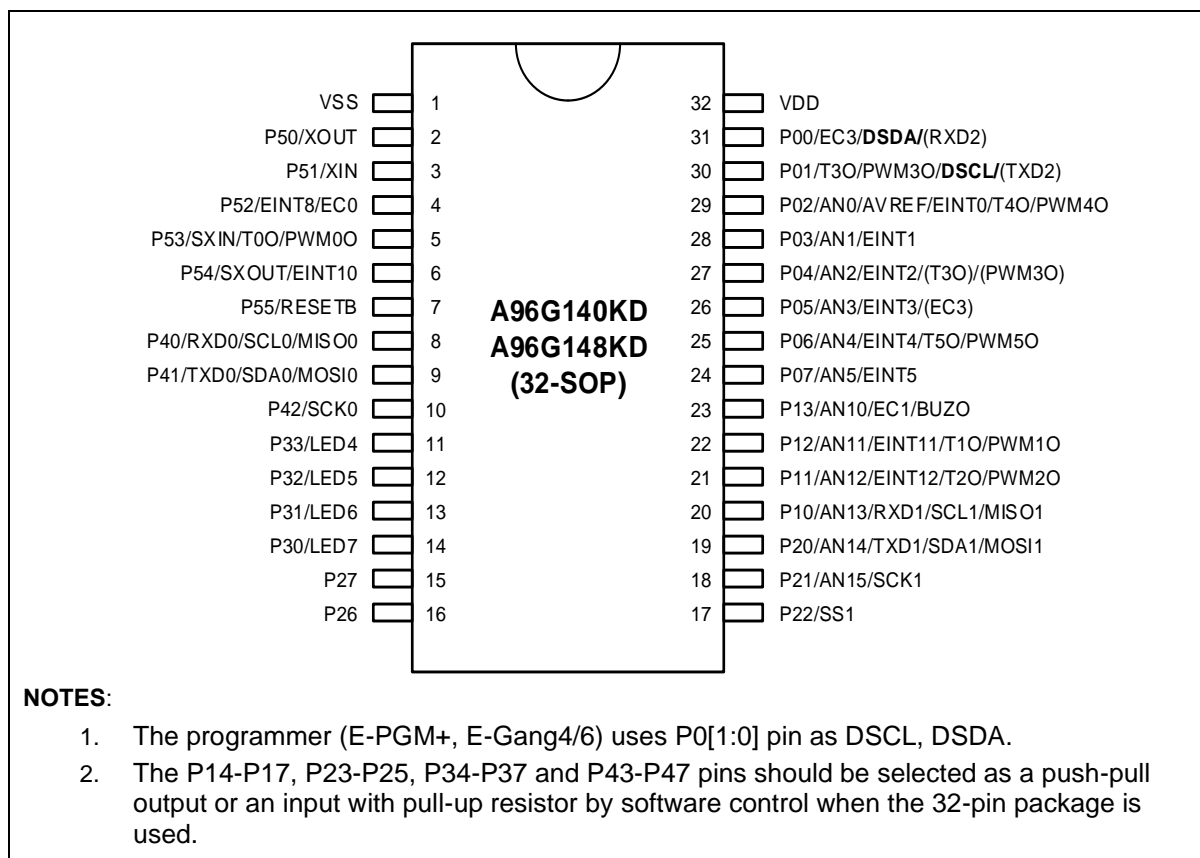 VSS 1 32 VDD
P50/XOUT 2 31 P00/EC3/DSDA/(RXD2)
P51/XIN 3 30 P01/T3O/PWM3O/DSCL/(TXD2)
P52/EINT8/EC0 4 29 P02/AN0/AVREF/EINT0/T4O/PWM4O
P53/SXIN/T0O/PWM0O 5 28 P03/AN1/EINT1
P54/SXOUT/EINT10 6 27 P04/AN2/EINT2/(T3O)/(PWM3O)
P55/RESETB 7 A96G140KD 26 P05/AN3/EINT3/(EC3)
P40/RXD0/SCL0/MISO0 8 A96G148KD 25 P06/AN4/EINT4/T5O/PWM5O
P41/TXD0/SDA0/MOSI0 9 (32-SOP) 24 P07/AN5/EINT5
P42/SCK0 10 23 P13/AN10/EC1/BUZO
P33/LED4 11 22 P12/AN11/EINT11/T1O/PWM1O
P32/LED5 12 21 P11/AN12/EINT12/T2O/PWM2O
P31/LED6 13 20 P10/AN13/RXD1/SCL1/MISO1
P30/LED7 14 19 P20/AN14/TXD1/SDA1/MOSI1
P27 15 18 P21/AN15/SCK1
P26 16 17 P22/SS1
NOTES:
1. The programmer (E-PGM+, E-Gang4/6) uses P0[1:0] pin as DSCL, DSDA.
2. The P14-P17, P23-P25, P34-P37 and P43-P47 pins should be selected as a push-pull
output or an input with pull-up resistor by software control when the 32-pin package is
used.